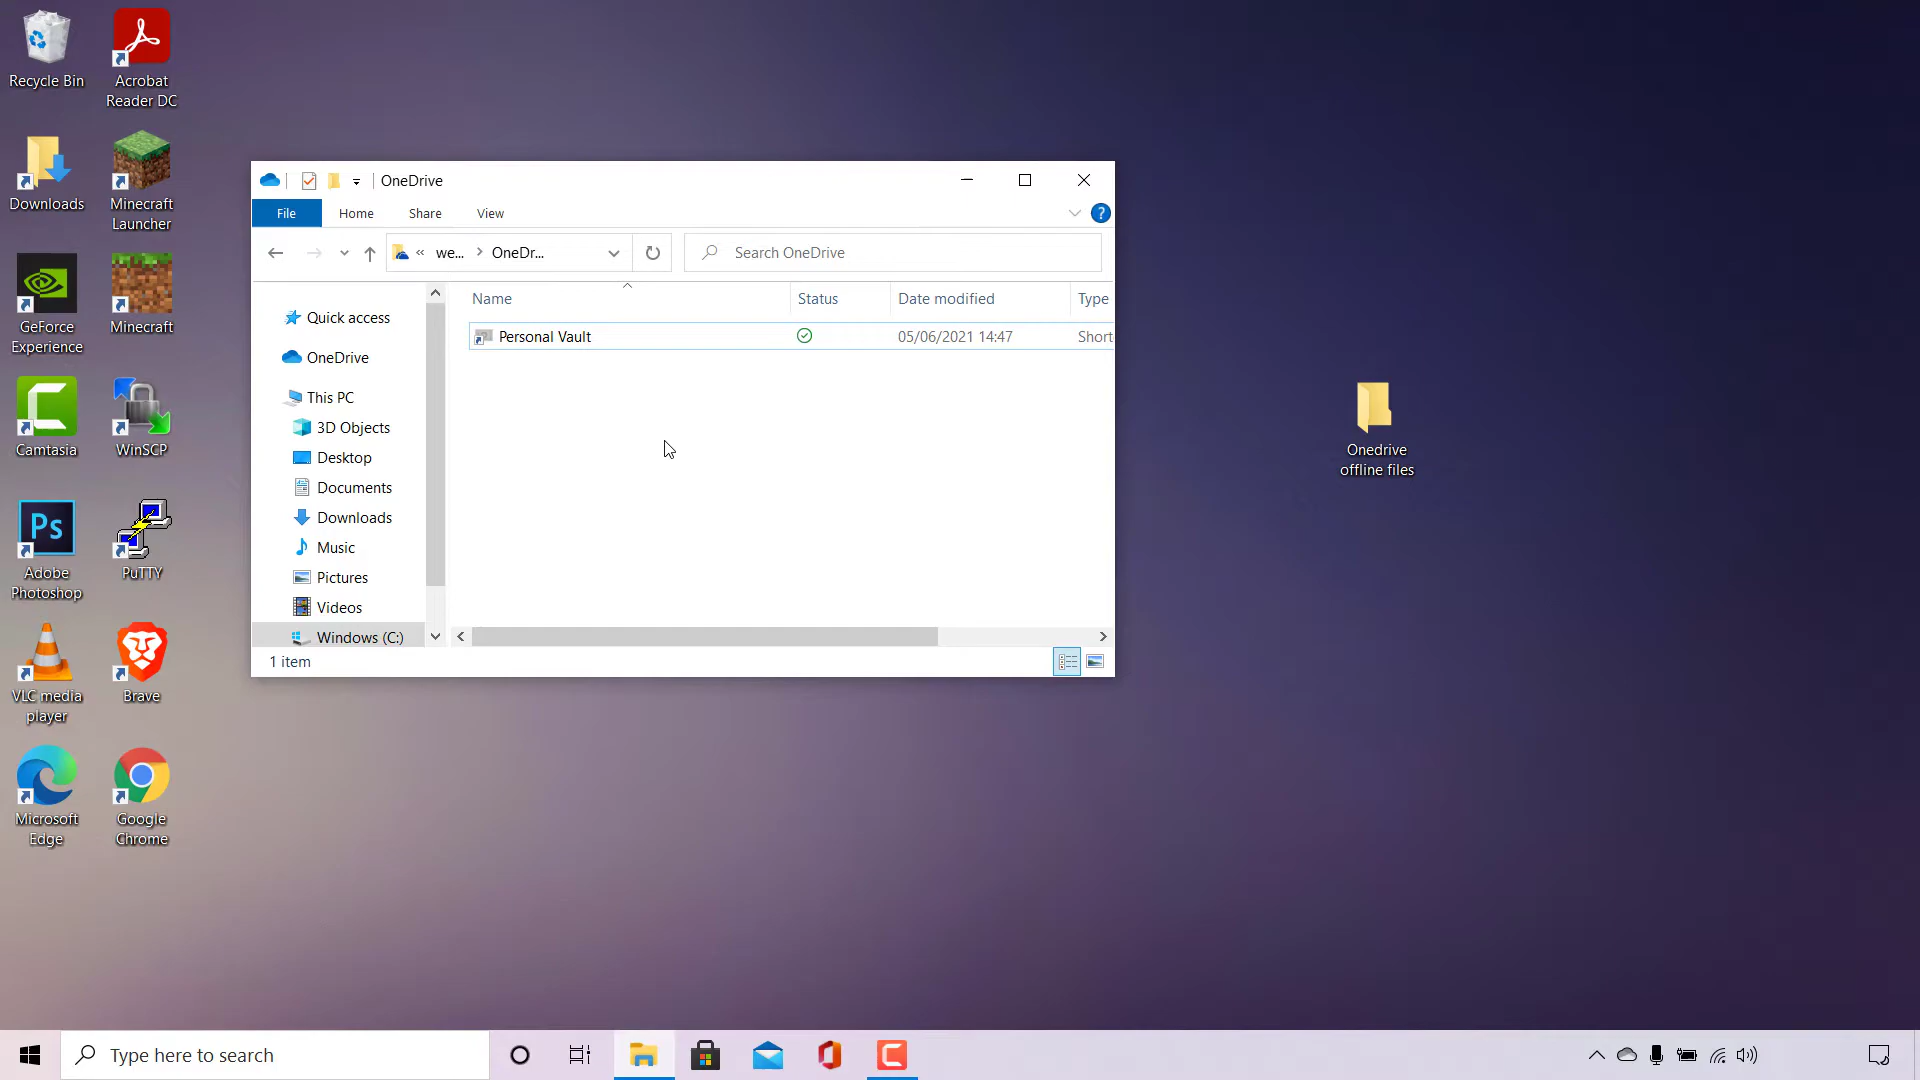 Recycle Bin
Acrobat
Reader DC
Downloads
Minecraft
Launcher
GeForce
Experience
Minecraft
Camtasia
WinSCP
Ps
Adobe
Photoshop
PuTTY
VLC media
player
Brave
Microsoft
Edge
Google
Chrome
OneDrive
File
Home
Share
View
?
« we... > OneDr...
Search OneDrive
Quick access
OneDrive
This PC
3D Objects
Desktop
Documents
Downloads
Music
Pictures
Videos
Windows (C:)
Name
Status
Date modified
Type
Personal Vault
05/06/2021 14:47
Short
1 item
Onedrive
offline files
Type here to search